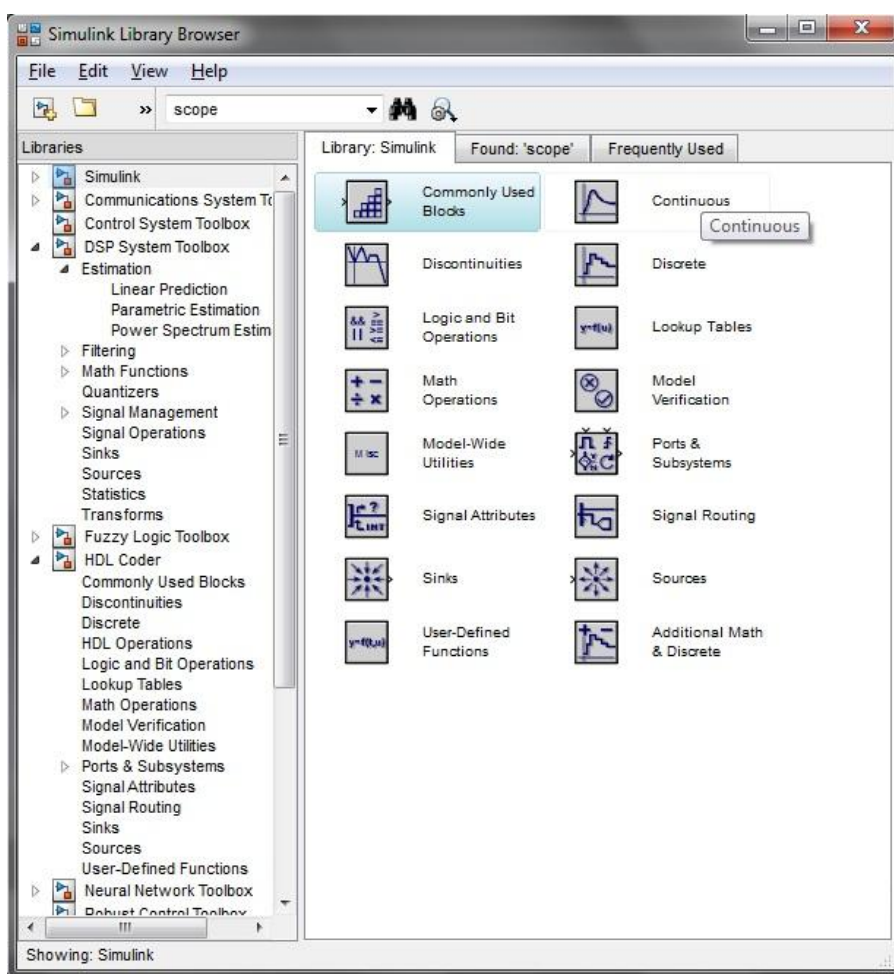 Simulink Library Browser
File Edit View Help
» scope
Libraries
Simulink
Communications System To
Control System Toolbox
DSP System Toolbox
Estimation
Linear Prediction
Parametric Estimation
Power Spectrum Estim
Filtering
Math Functions
Quantizers
Signal Management
Signal Operations
Sinks
Sources
Statistics
Transforms
Fuzzy Logic Toolbox
HDL Coder
Commonly Used Blocks
Discontinuities
Discrete
HDL Operations
Logic and Bit Operations
Lookup Tables
Math Operations
Model Verification
Model-Wide Utilities
Ports & Subsystems
Signal Attributes
Signal Routing
Sinks
Sources
User-Defined Functions
Neural Network Toolbox
Robust Control Toolbox
Library: Simulink Found: 'scope' Frequently Used
Commonly Used
Blocks
Continuous
Continuous
Discontinuities
Discrete
&& >=
|| <=
Logic and Bit
Operations
y=f(u)
Lookup Tables
+ −
÷ ×
Math
Operations
Model
Verification
Misc
Model-Wide
Utilities
Ports &
Subsystems
?
INT
Signal Attributes
Signal Routing
Sinks
Sources
y=f(t,u)
User-Defined
Functions
Additional Math
& Discrete
Showing: Simulink